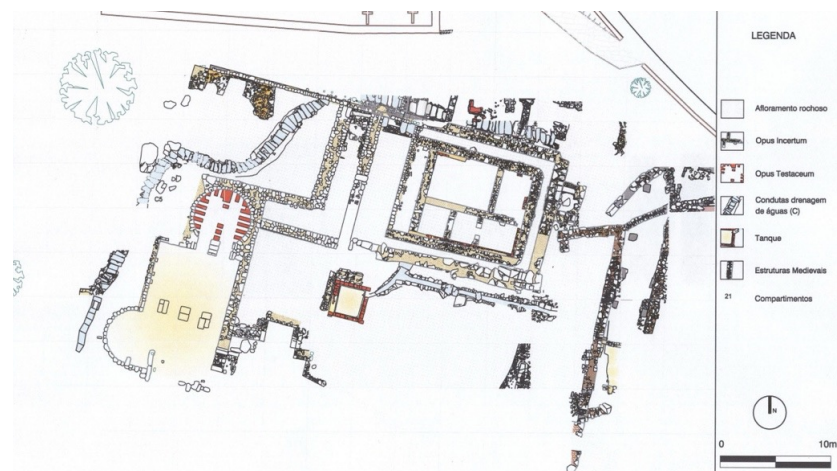 LEGENDA
Afloramento rochoso
Opus Incertum
Opus Testaceum
Condutas drenagem
de águas (C)
Tanque
Estruturas Medievais
21 Compartimentos
N
0 10m